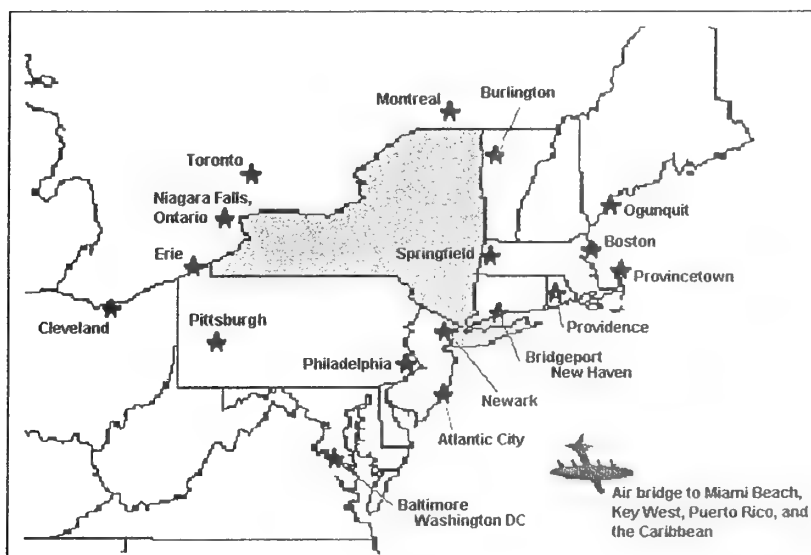 Montreal
Burlington
Toronto
Niagara Falls,
Ontario
Ogunquit
Boston
Springfield
Erie
Provincetown
Cleveland
Pittsburgh
Providence
Philadelphia
Bridgeport
New Haven
Newark
Atlantic City
Baltimore
Washington DC
Air bridge to Miami Beach,
Key West, Puerto Rico, and
the Caribbean